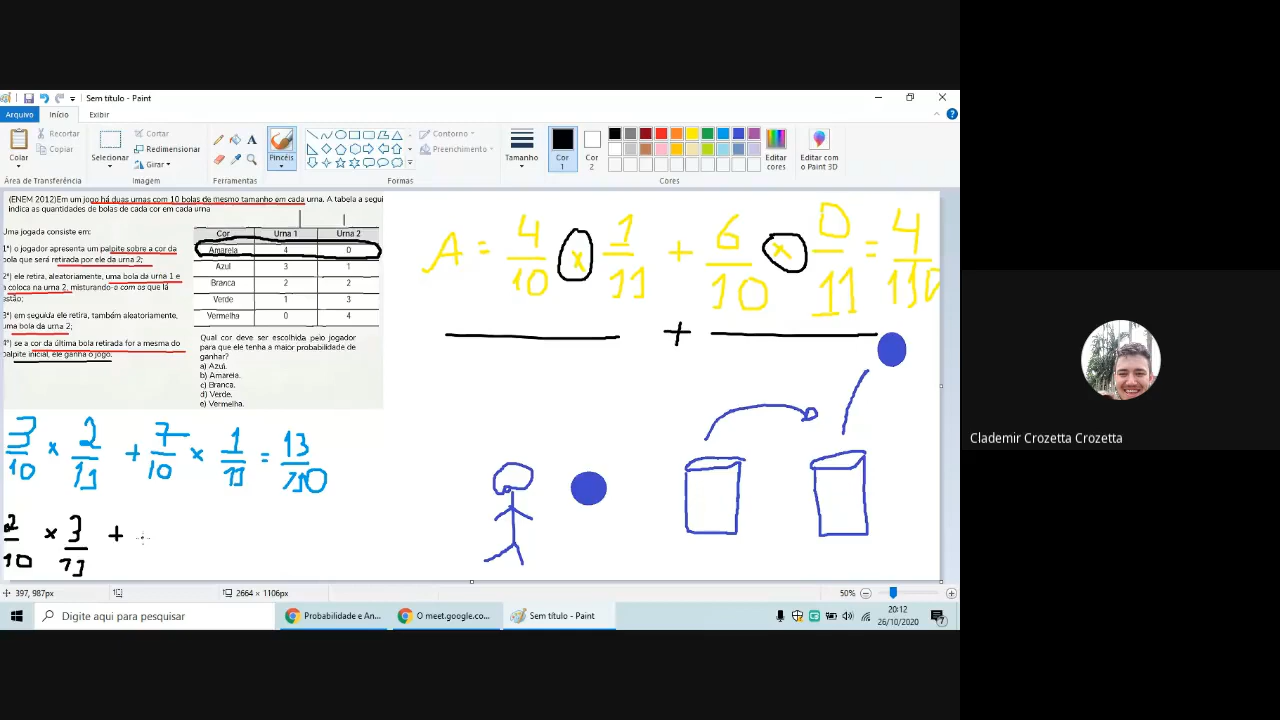 Sem título - Paint
Arquivo Início Exibir
Colar
Recortar
Copiar
Área de Transferência
Selecionar
Cortar
Redimensionar
Girar
Imagem
Ferramentas
Pincéis
Contorno
Preenchimento
Formas
Tamanho
Cor 1
Cor 2
Editar cores
Cores
Editar com o Paint 3D
(ENEM 2012)Em um jogo há duas urnas com 10 bolas de mesmo tamanho em cada urna. A tabela a segui
indica as quantidades de bolas de cada cor em cada urna
Uma jogada consiste em:
1°) o jogador apresenta um palpite sobre a cor da
bola que será retirada por ele da urna 2;
2°) ele retira, aleatoriamente, uma bola da urna 1 e
a coloca na urna 2, misturando-a com as que lá
estão;
3°) em seguida ele retira, também aleatoriamente,
uma bola da urna 2;
4°) se a cor da última bola retirada for a mesma do
palpite inicial, ele ganha o jogo.
Cor Urna 1 Urna 2
Amarela 4 0
Azul 3 1
Branca 2 2
Verde 1 3
Vermelha 0 4
Qual cor deve ser escolhida pelo jogador
para que ele tenha a maior probabilidade de
ganhar?
a) Azul.
b) Amarela.
c) Branca.
d) Verde.
e) Vermelha.
A = 4/10 x 1/11 + 6/10 x 0/11 = 4/110
+
3/10 x 2/11 + 7/10 x 1/11 = 13/110
2/10 x 3/11 +
397, 987px
2664 × 1106px
50%
Digite aqui para pesquisar
Probabilidade e An...
O meet.google.co...
Sem título - Paint
20:12
26/10/2020
Clademir Crozetta Crozetta